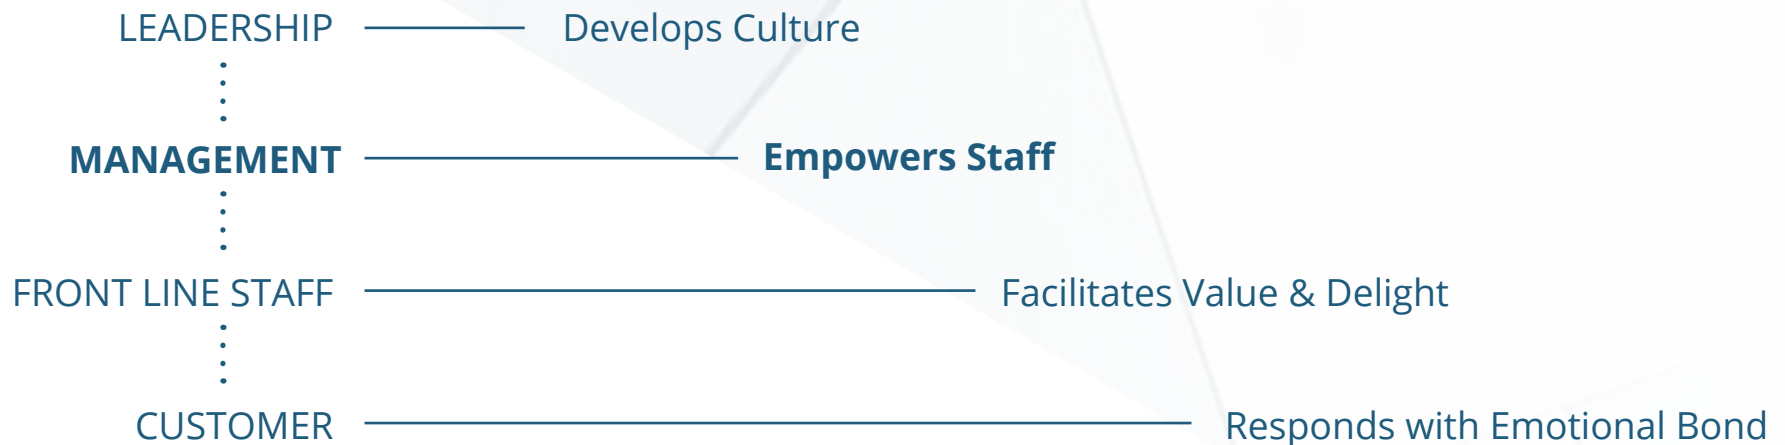 LEADERSHIP Develops Culture
MANAGEMENT Empowers Staff
FRONT LINE STAFF Facilitates Value & Delight
CUSTOMER Responds with Emotional Bond